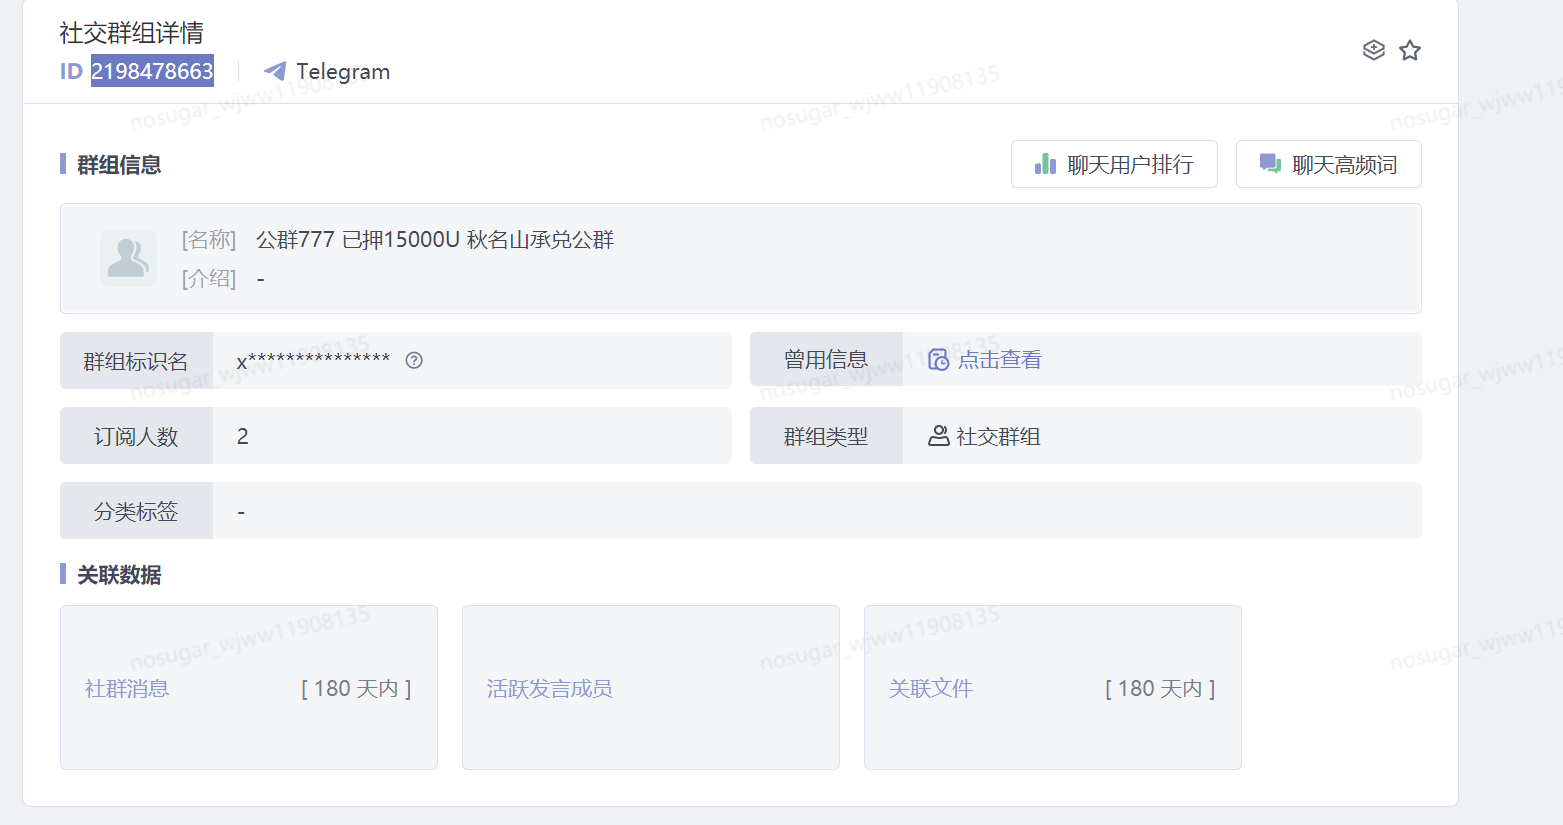 社交群组详情
ID 2198478663 Telegram
群组信息
聊天用户排行 聊天高频词
[名称] 公群777 已押15000U 秋名山承兑公群
[介绍] -
群组标识名 x***************
曾用信息 点击查看
订阅人数 2
群组类型 社交群组
分类标签 -
关联数据
社群消息 [ 180 天内 ]
活跃发言成员
关联文件 [ 180 天内 ]
nosugar_wjww11908135